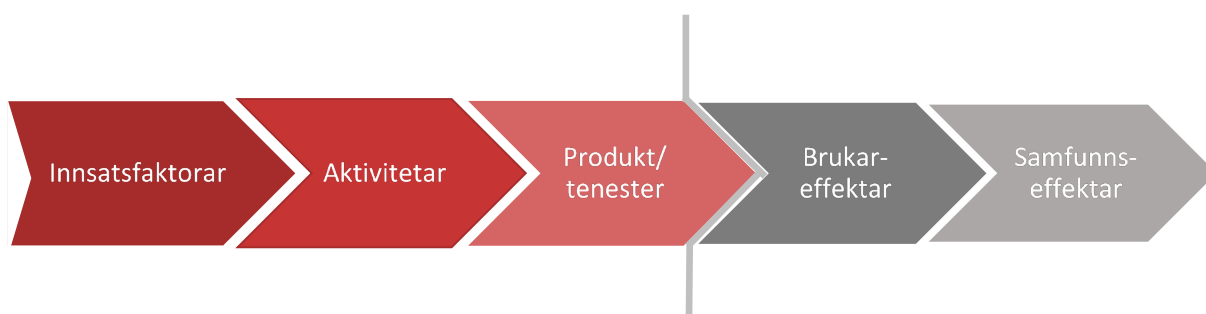 Innsatsfaktorar
Aktivitetar
Produkt/
tenester
Brukar-
effektar
Samfunns-
effektar